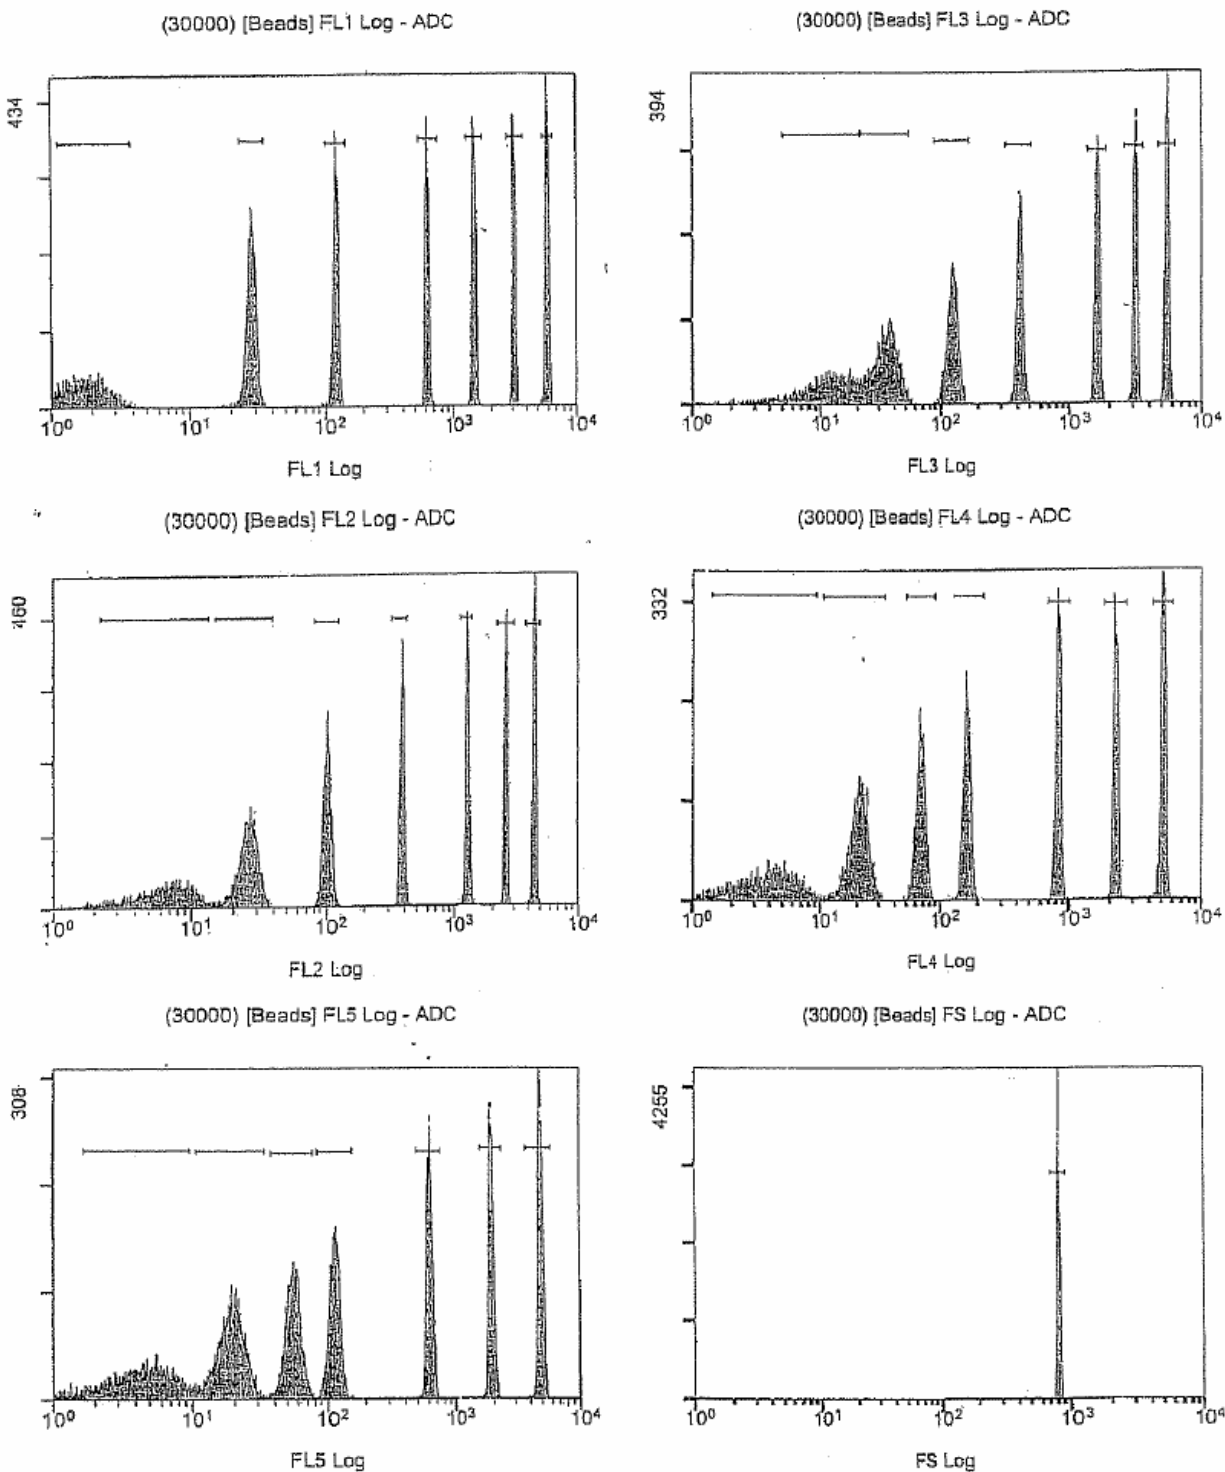 (30000) [Beads] FL1 Log - ADC
434
10⁰ 10¹ 10² 10³ 10⁴
FL1 Log
(30000) [Beads] FL3 Log - ADC
394
10⁰ 10¹ 10² 10³ 10⁴
FL3 Log
(30000) [Beads] FL2 Log - ADC
460
10⁰ 10¹ 10² 10³ 10⁴
FL2 Log
(30000) [Beads] FL4 Log - ADC
332
10⁰ 10¹ 10² 10³ 10⁴
FL4 Log
(30000) [Beads] FL5 Log - ADC
308
10⁰ 10¹ 10² 10³ 10⁴
FL5 Log
(30000) [Beads] FS Log - ADC
4255
10⁰ 10¹ 10² 10³ 10⁴
FS Log